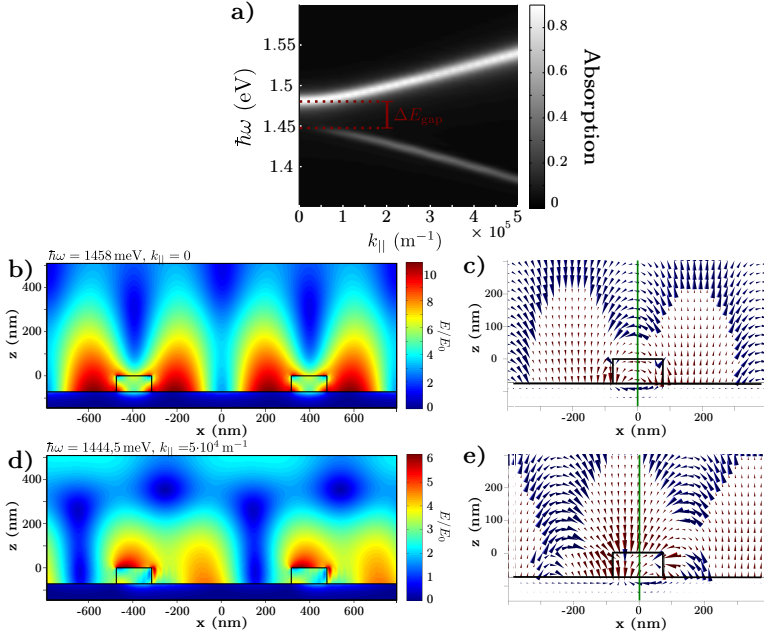 a)
1.55
1.5
1.45
1.4
ħω (eV)
ΔE_gap
0 1 2 3 4 5
k_|| (m⁻¹)
× 10⁵
0.8
0.6
0.4
0.2
0
Absorption
b)
ħω = 1458 meV, k_|| = 0
400
200
0
z (nm)
-600 -400 -200 0 200 400 600
x (nm)
10
8
6
4
2
0
E/E₀
c)
300
200
100
0
z (nm)
-200 0 200
x (nm)
d)
ħω = 1444,5 meV, k_|| =5·10⁴ m⁻¹
400
200
0
z (nm)
-600 -400 -200 0 200 400 600
x (nm)
6
5
4
3
2
1
0
E/E₀
e)
300
200
100
0
z (nm)
-200 0 200
x (nm)